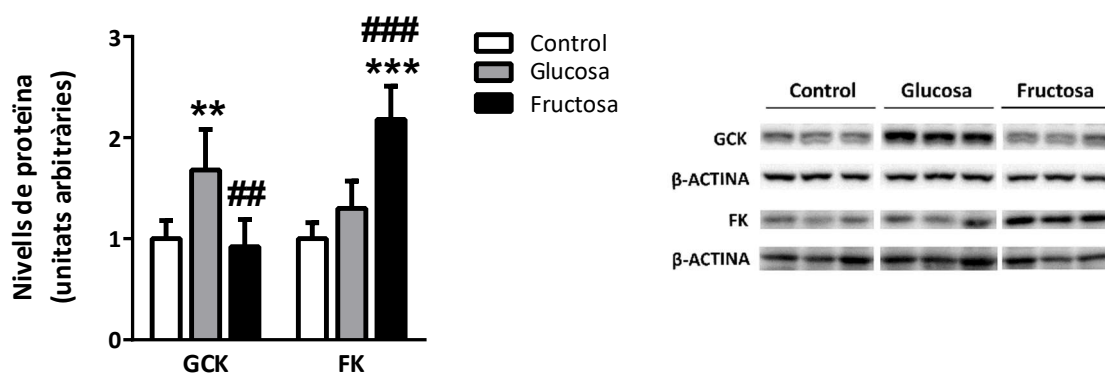 Nivells de proteïna
(unitats arbitràries)
3
2
1
0
**
##
###
***
GCK
FK
Control
Glucosa
Fructosa
Control Glucosa Fructosa
GCK
β-ACTINA
FK
β-ACTINA